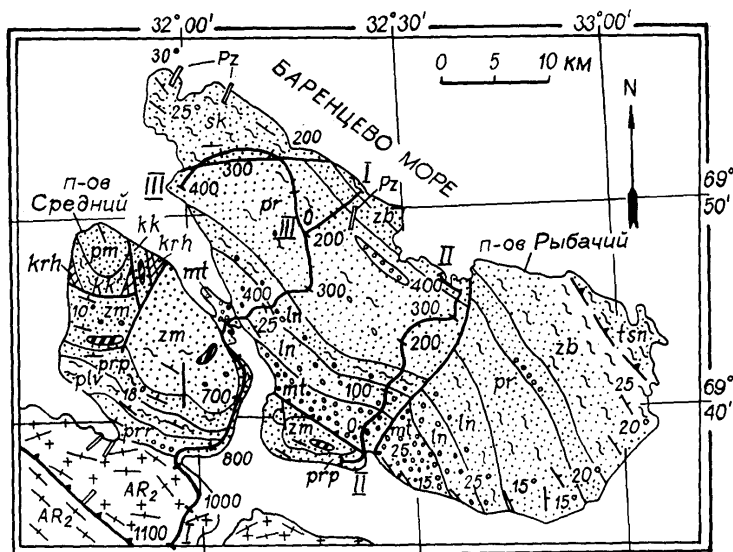 32°00'
32°30'
33°00'
30°
Pz
25°
sk
БАРЕНЦЕВО МОРЕ
0 5 10 км
N
200
300
III
400
I
Pz
69°
50'
п-ов
Средний
pr
0
III
200
zb
II
п-ов Рыбачий
kk
krh
pm
krh
kk
mt
400
300
200
400
25
ln
300
10°
zm
zm
ln
tsn
zb
prp
plv
18°
700
mt
100
pr
25
69°
40'
zm
0
mt
ln
ln
20°
prp
25
prr
800
II
15°
25°
15°
15°
20°
AR₂
1000
AR₂
1100
I